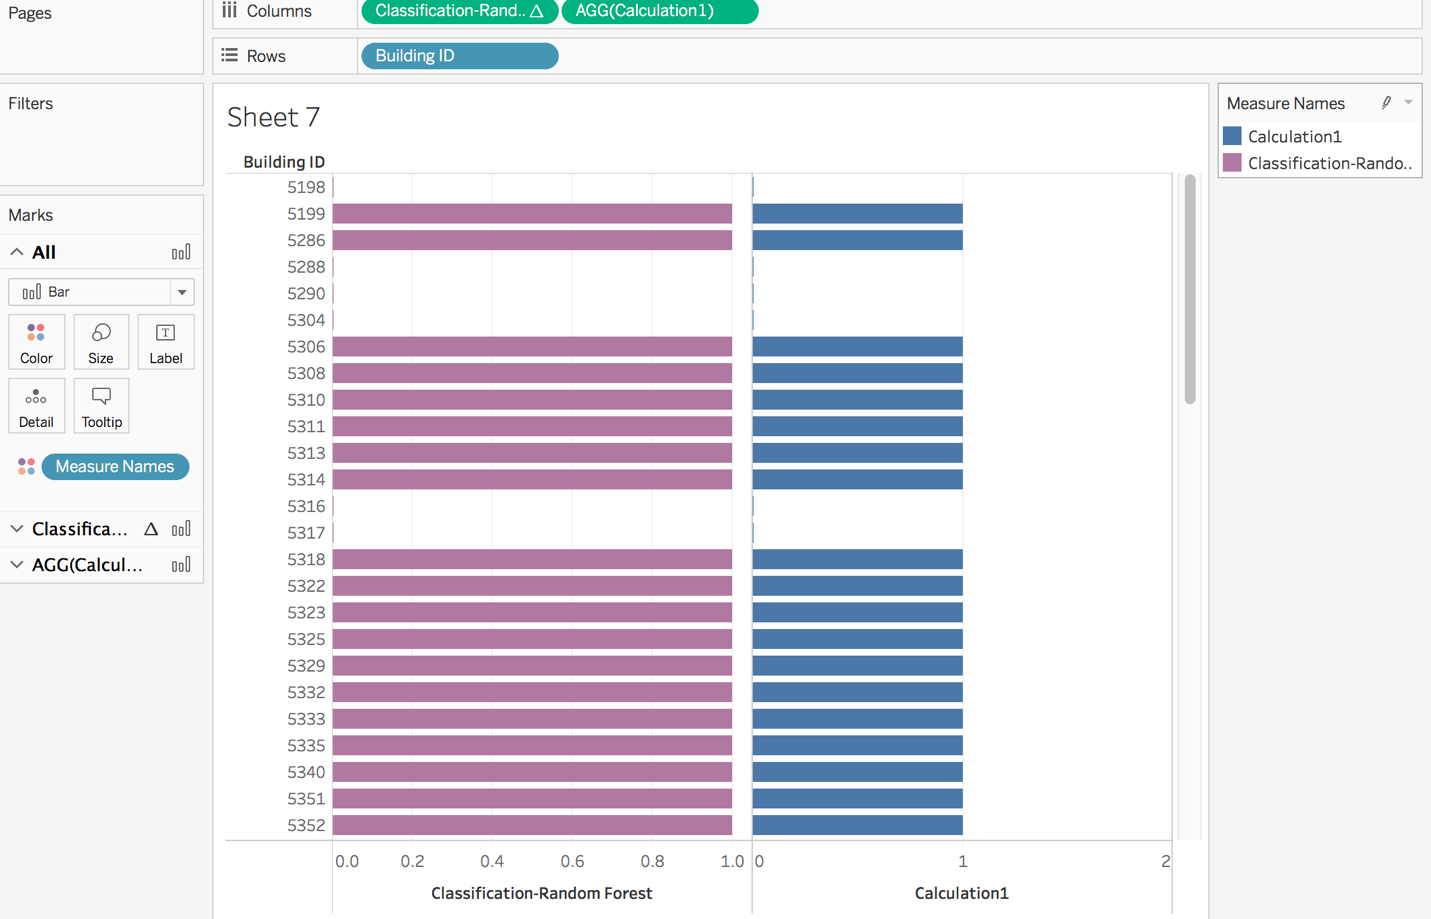 Pages
Columns
Classification-Rand.. Δ
AGG(Calculation1)
Rows
Building ID
Filters
Marks
All
Bar
Color
Size
T
Label
Detail
Tooltip
Measure Names
Classifica... Δ
AGG(Calcul...
Sheet 7
Building ID
5198
5199
5286
5288
5290
5304
5306
5308
5310
5311
5313
5314
5316
5317
5318
5322
5323
5325
5329
5332
5333
5335
5340
5351
5352
0.0 0.2 0.4 0.6 0.8 1.0
Classification-Random Forest
0 1 2
Calculation1
Measure Names
Calculation1
Classification-Rando..